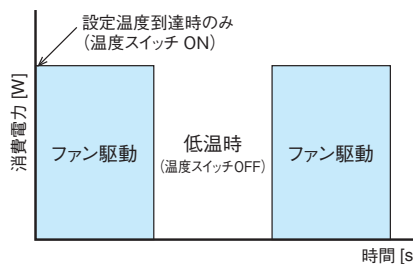 設定温度到達時のみ
（温度スイッチ ON）
消費電力 [W]
ファン駆動
低温時
（温度スイッチOFF）
ファン駆動
時間 [s